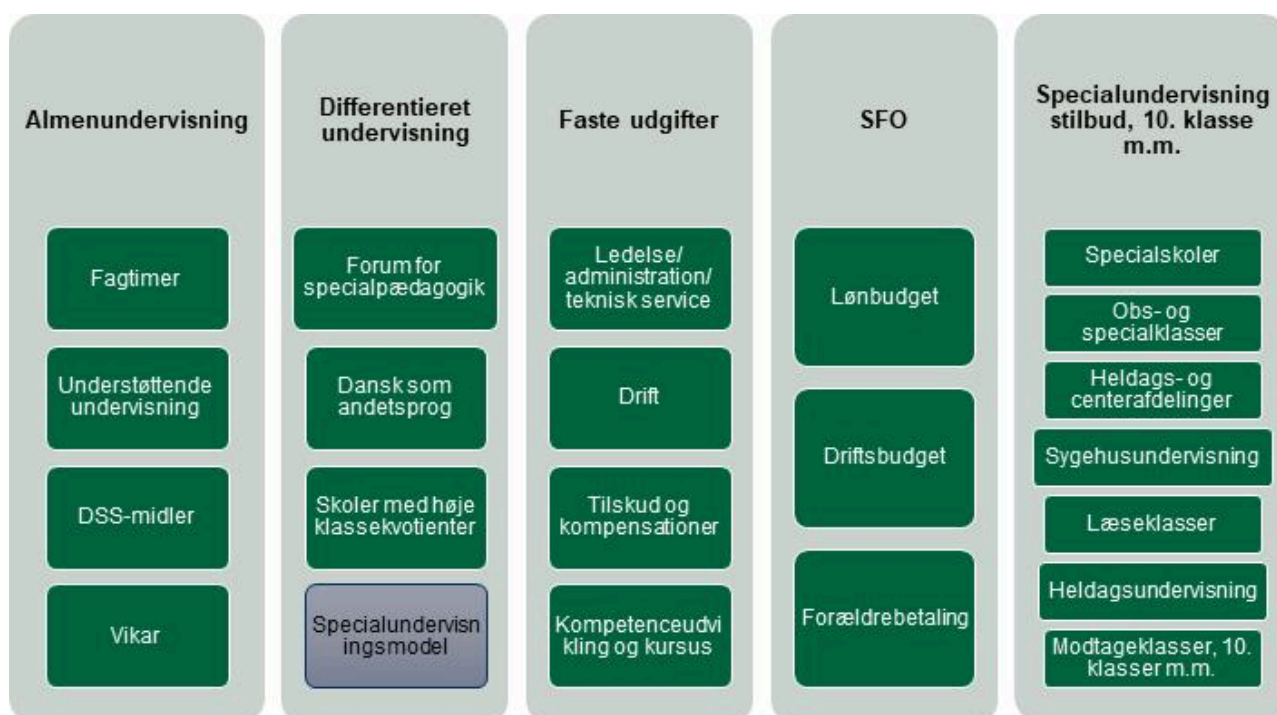 Almenundervisning
Fagtimer
Understøttende
undervisning
DSS-midler
Vikar
Differentieret
undervisning
Forum for
specialpædagogik
Dansk som
andetsprog
Skoler med høje
klassekvotienter
Specialundervisn
ingsmodel
Faste udgifter
Ledelse/
administration/
teknisk service
Drift
Tilskud og
kompensationer
Kompetenceudvi
kling og kursus
SFO
Lønbudget
Driftsbudget
Forældrebetaling
Specialundervisning
stilbud, 10. klasse
m.m.
Specialskoler
Obs- og
specialklasser
Heldags- og
centerafdelinger
Sygehusundervisning
Læseklasser
Heldagsundervisning
Modtageklasser, 10.
klasser m.m.